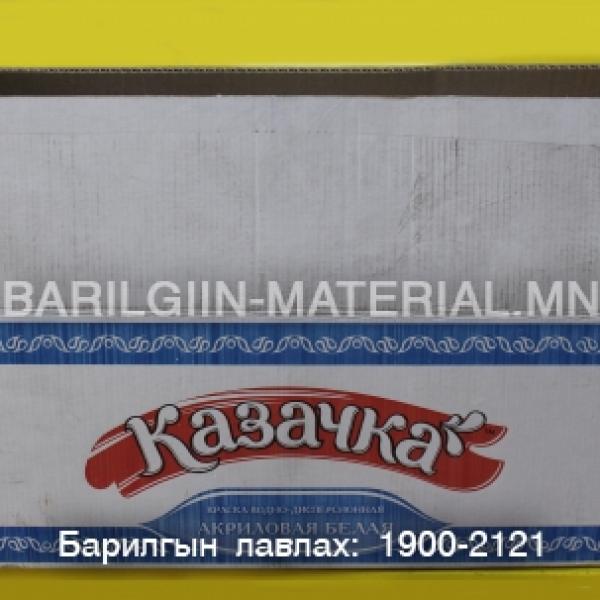 BARILGIIN-MATERIAL.MN
Казачка
КРАСКА ВОДНО-ДИСПЕРСИОННАЯ
АКРИЛОВАЯ БЕЛАЯ
Барилгын лавлах: 1900-2121